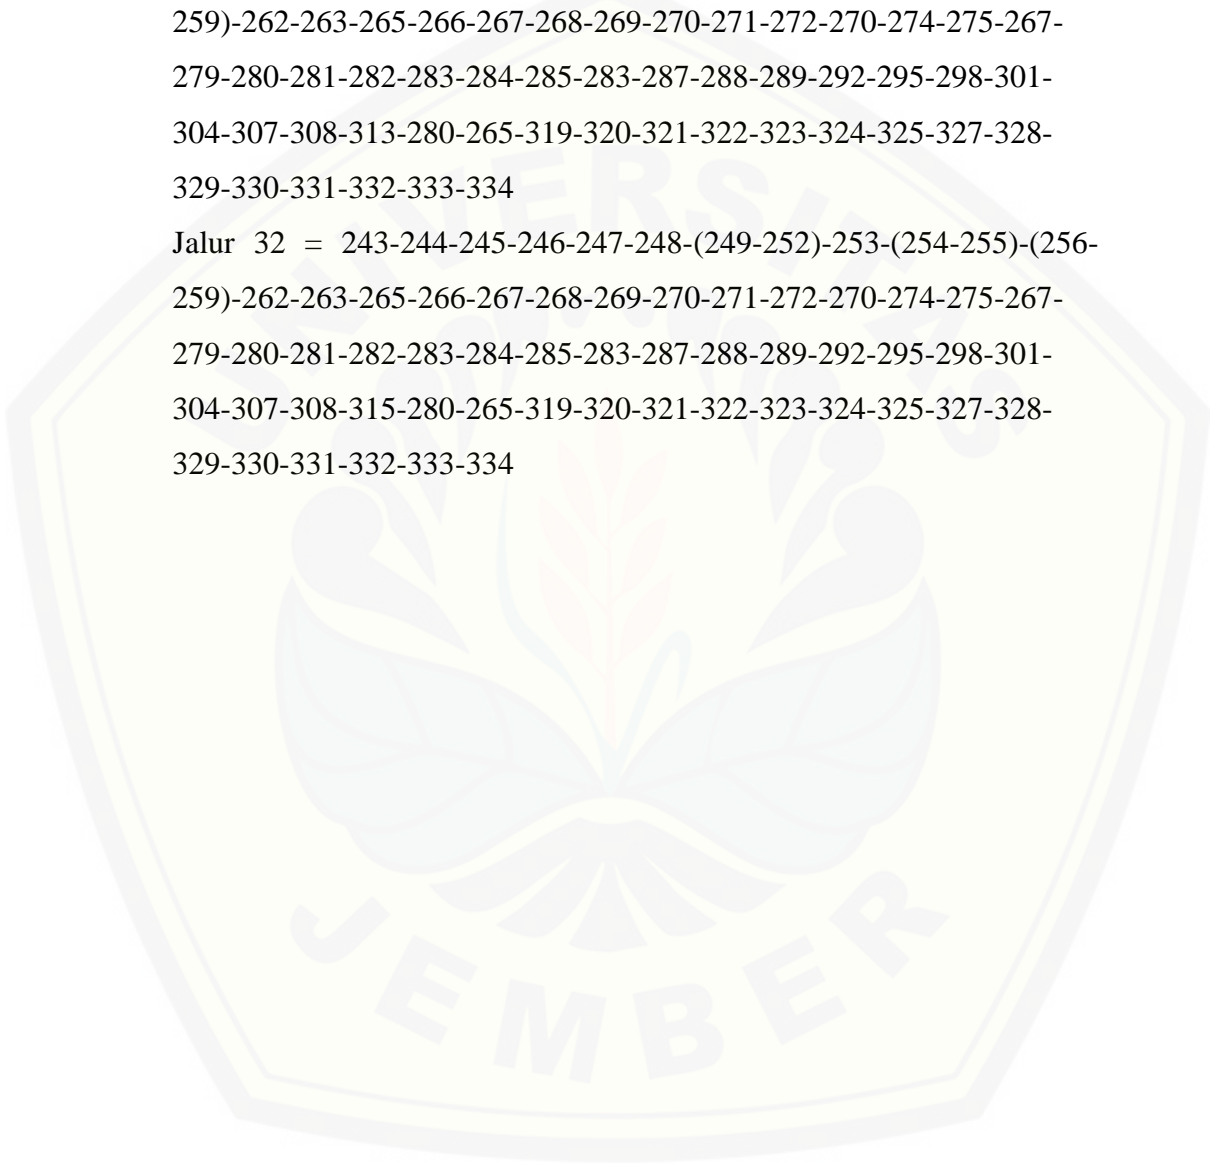 259)-262-263-265-266-267-268-269-270-271-272-270-274-275-267-
279-280-281-282-283-284-285-283-287-288-289-292-295-298-301-
304-307-308-313-280-265-319-320-321-322-323-324-325-327-328-
329-330-331-332-333-334
Jalur 32 = 243-244-245-246-247-248-(249-252)-253-(254-255)-(256-
259)-262-263-265-266-267-268-269-270-271-272-270-274-275-267-
279-280-281-282-283-284-285-283-287-288-289-292-295-298-301-
304-307-308-315-280-265-319-320-321-322-323-324-325-327-328-
329-330-331-332-333-334
UNIVERSITAS
JEMBER